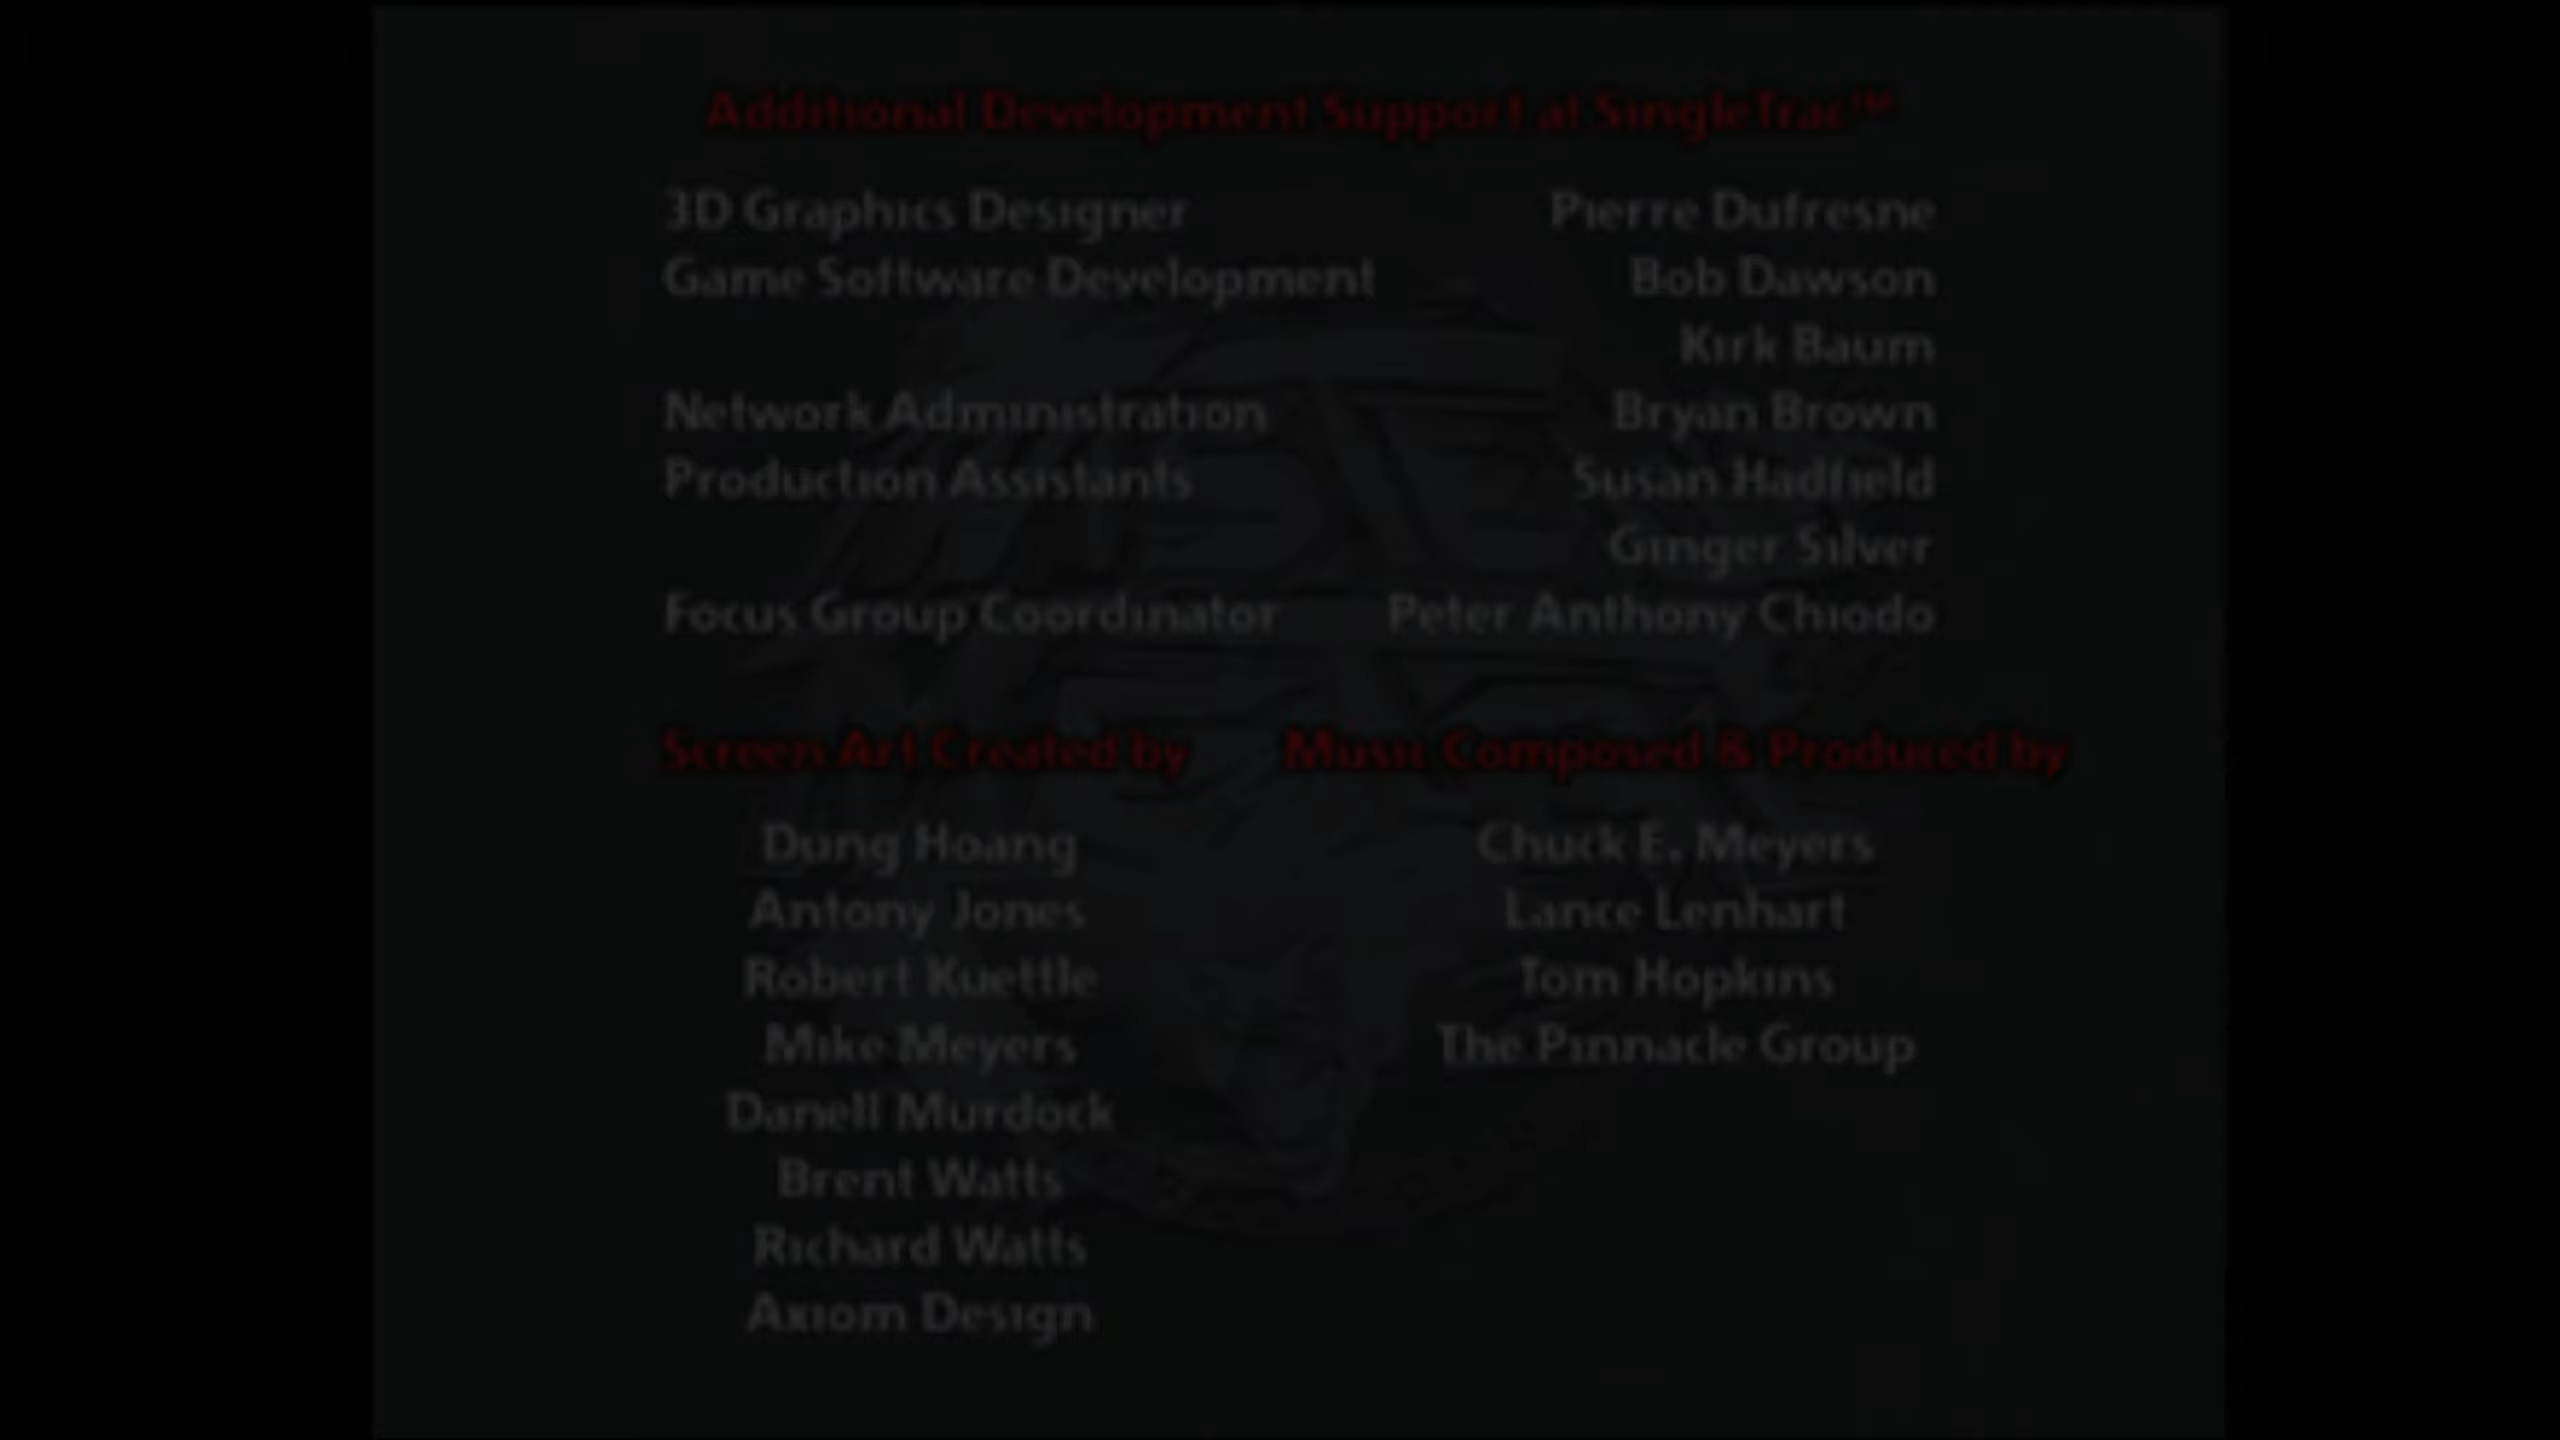 Additional Development Support at SingleTrac™
3D Graphics Designer Pierre Dufresne
Game Software Development Bob Dawson
Kirk Baum
Network Administration Bryan Brown
Production Assistants Susan Hadfield
Ginger Silver
Focus Group Coordinator Peter Anthony Chiodo
Screen Art Created by
Dung Hoang
Antony Jones
Robert Kuettle
Mike Meyers
Danell Murdock
Brent Watts
Richard Watts
Axiom Design
Music Composed & Produced by
Chuck E. Meyers
Lance Lenhart
Tom Hopkins
The Pinnacle Group